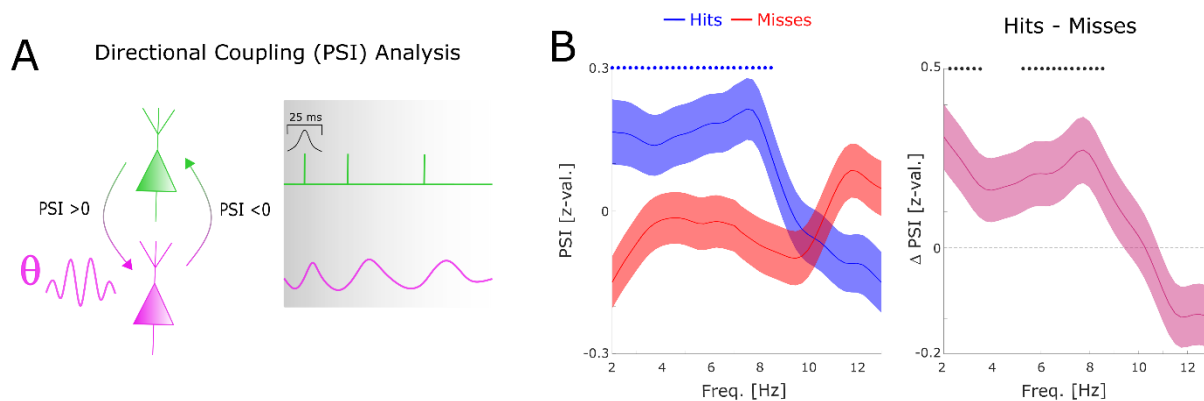 A
Directional Coupling (PSI) Analysis
25 ms
PSI >0
PSI <0
θ
B
Hits
Misses
0.3
0
-0.3
PSI [z-val.]
2
4
6
8
10
12
Freq. [Hz]
Hits - Misses
0.5
0
-0.2
Δ PSI [z-val.]
2
4
6
8
10
12
Freq. [Hz]